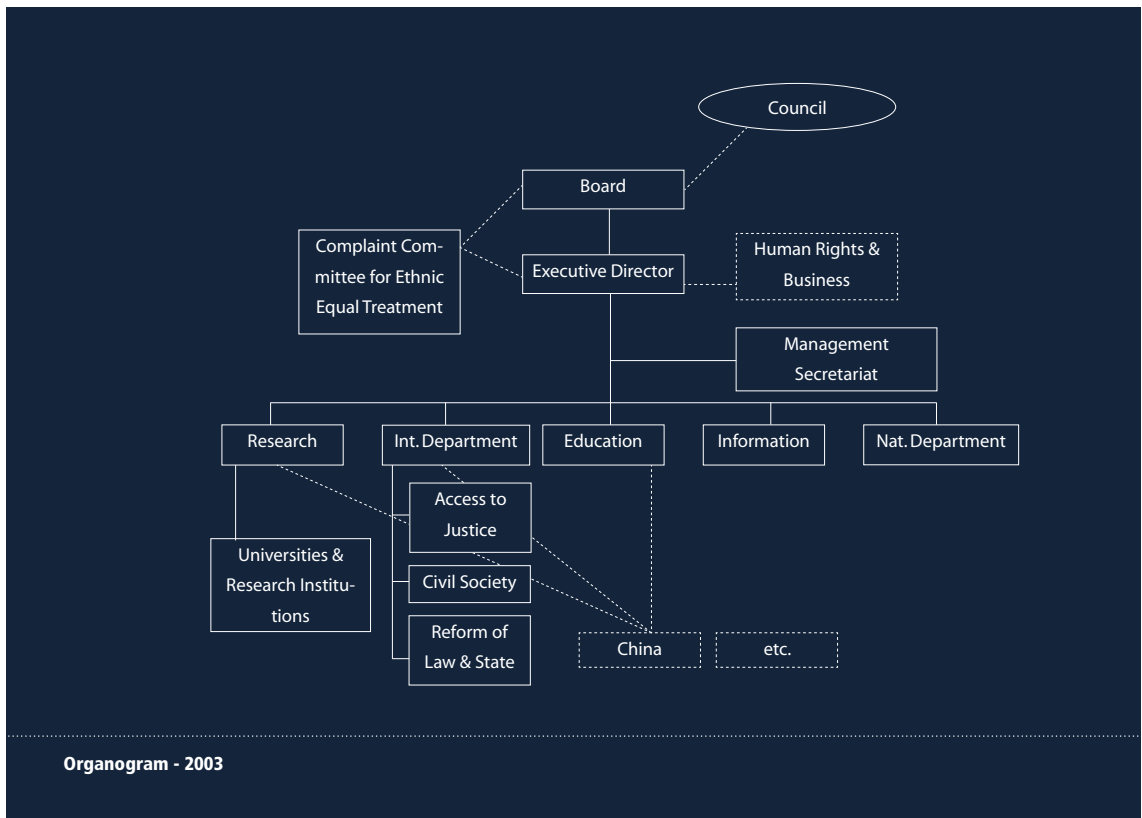 Council
Board
Complaint Com-
mittee for Ethnic
Equal Treatment
Executive Director
Human Rights &
Business
Management
Secretariat
Research
Int. Department
Education
Information
Nat. Department
Access to
Justice
Universities &
Research Institu-
tions
Civil Society
Reform of
Law & State
China
etc.
Organogram - 2003